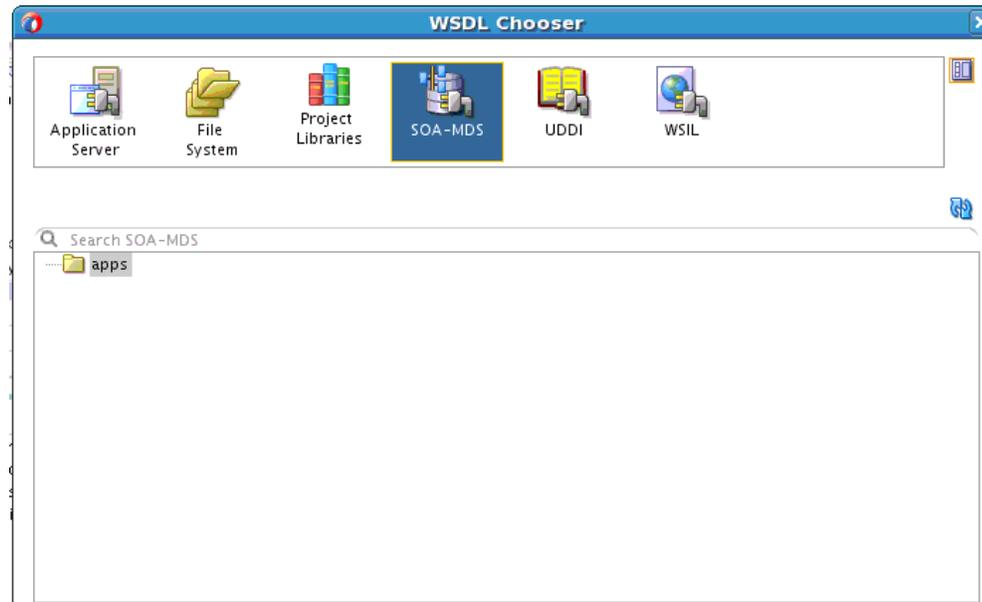 WSDL Chooser
Application
Server
File
System
Project
Libraries
SOA-MDS
UDDI
WSIL
Search SOA-MDS
apps